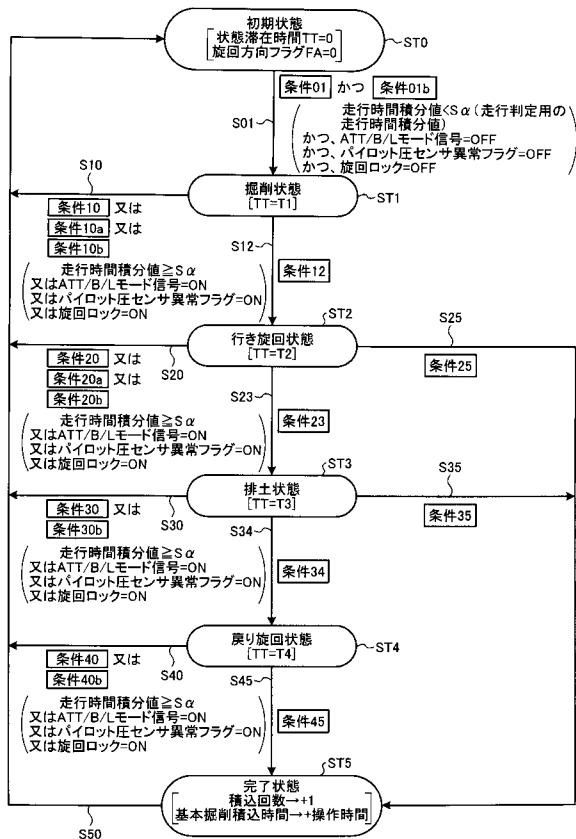 初期状態
状態滞在時間TT=0
旋回方向フラグFA=0
ST0
条件01 かつ 条件01b
S01
走行時間積分値<Sα(走行判定用の
走行時間積分値)
かつ、ATT/B/Lモード信号=OFF
かつ、パイロット圧センサ異常フラグ=OFF
かつ、旋回ロック=OFF
S10
掘削状態
[TT=T1]
ST1
条件10 又は
条件10a 又は
条件10b
S12
条件12
走行時間積分値≧Sα
又はATT/B/Lモード信号=ON
又はパイロット圧センサ異常フラグ=ON
又は旋回ロック=ON
ST2
行き旋回状態
[TT=T2]
S25
条件25
条件20 又は
条件20a 又は
条件20b
S20
S23
条件23
走行時間積分値≧Sα
又はATT/B/Lモード信号=ON
又はパイロット圧センサ異常フラグ=ON
又は旋回ロック=ON
ST3
排土状態
[TT=T3]
S35
条件35
条件30 又は
条件30b
S30
S34
条件34
走行時間積分値≧Sα
又はATT/B/Lモード信号=ON
又はパイロット圧センサ異常フラグ=ON
又は旋回ロック=ON
戻り旋回状態
[TT=T4]
ST4
条件40 又は
条件40b
S40
S45
条件45
走行時間積分値≧Sα
又はATT/B/Lモード信号=ON
又はパイロット圧センサ異常フラグ=ON
又は旋回ロック=ON
ST5
完了状態
積込回数→+1
基本掘削積込時間→+操作時間
S50